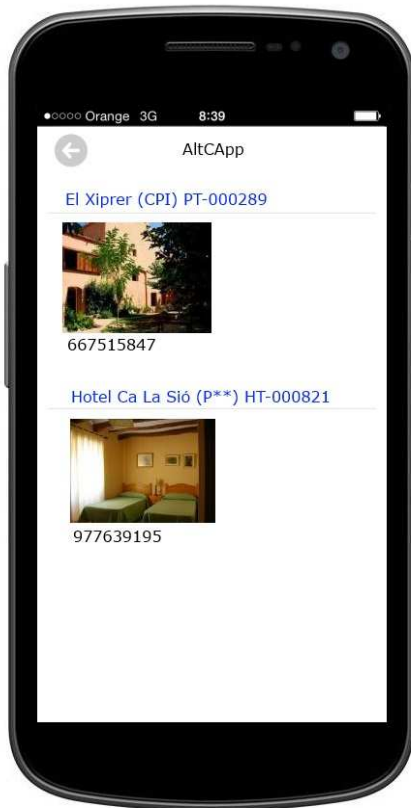 Orange 3G 8:39
AltCApp
El Xiprer (CPI) PT-000289
667515847
Hotel Ca La Sió (P**) HT-000821
977639195